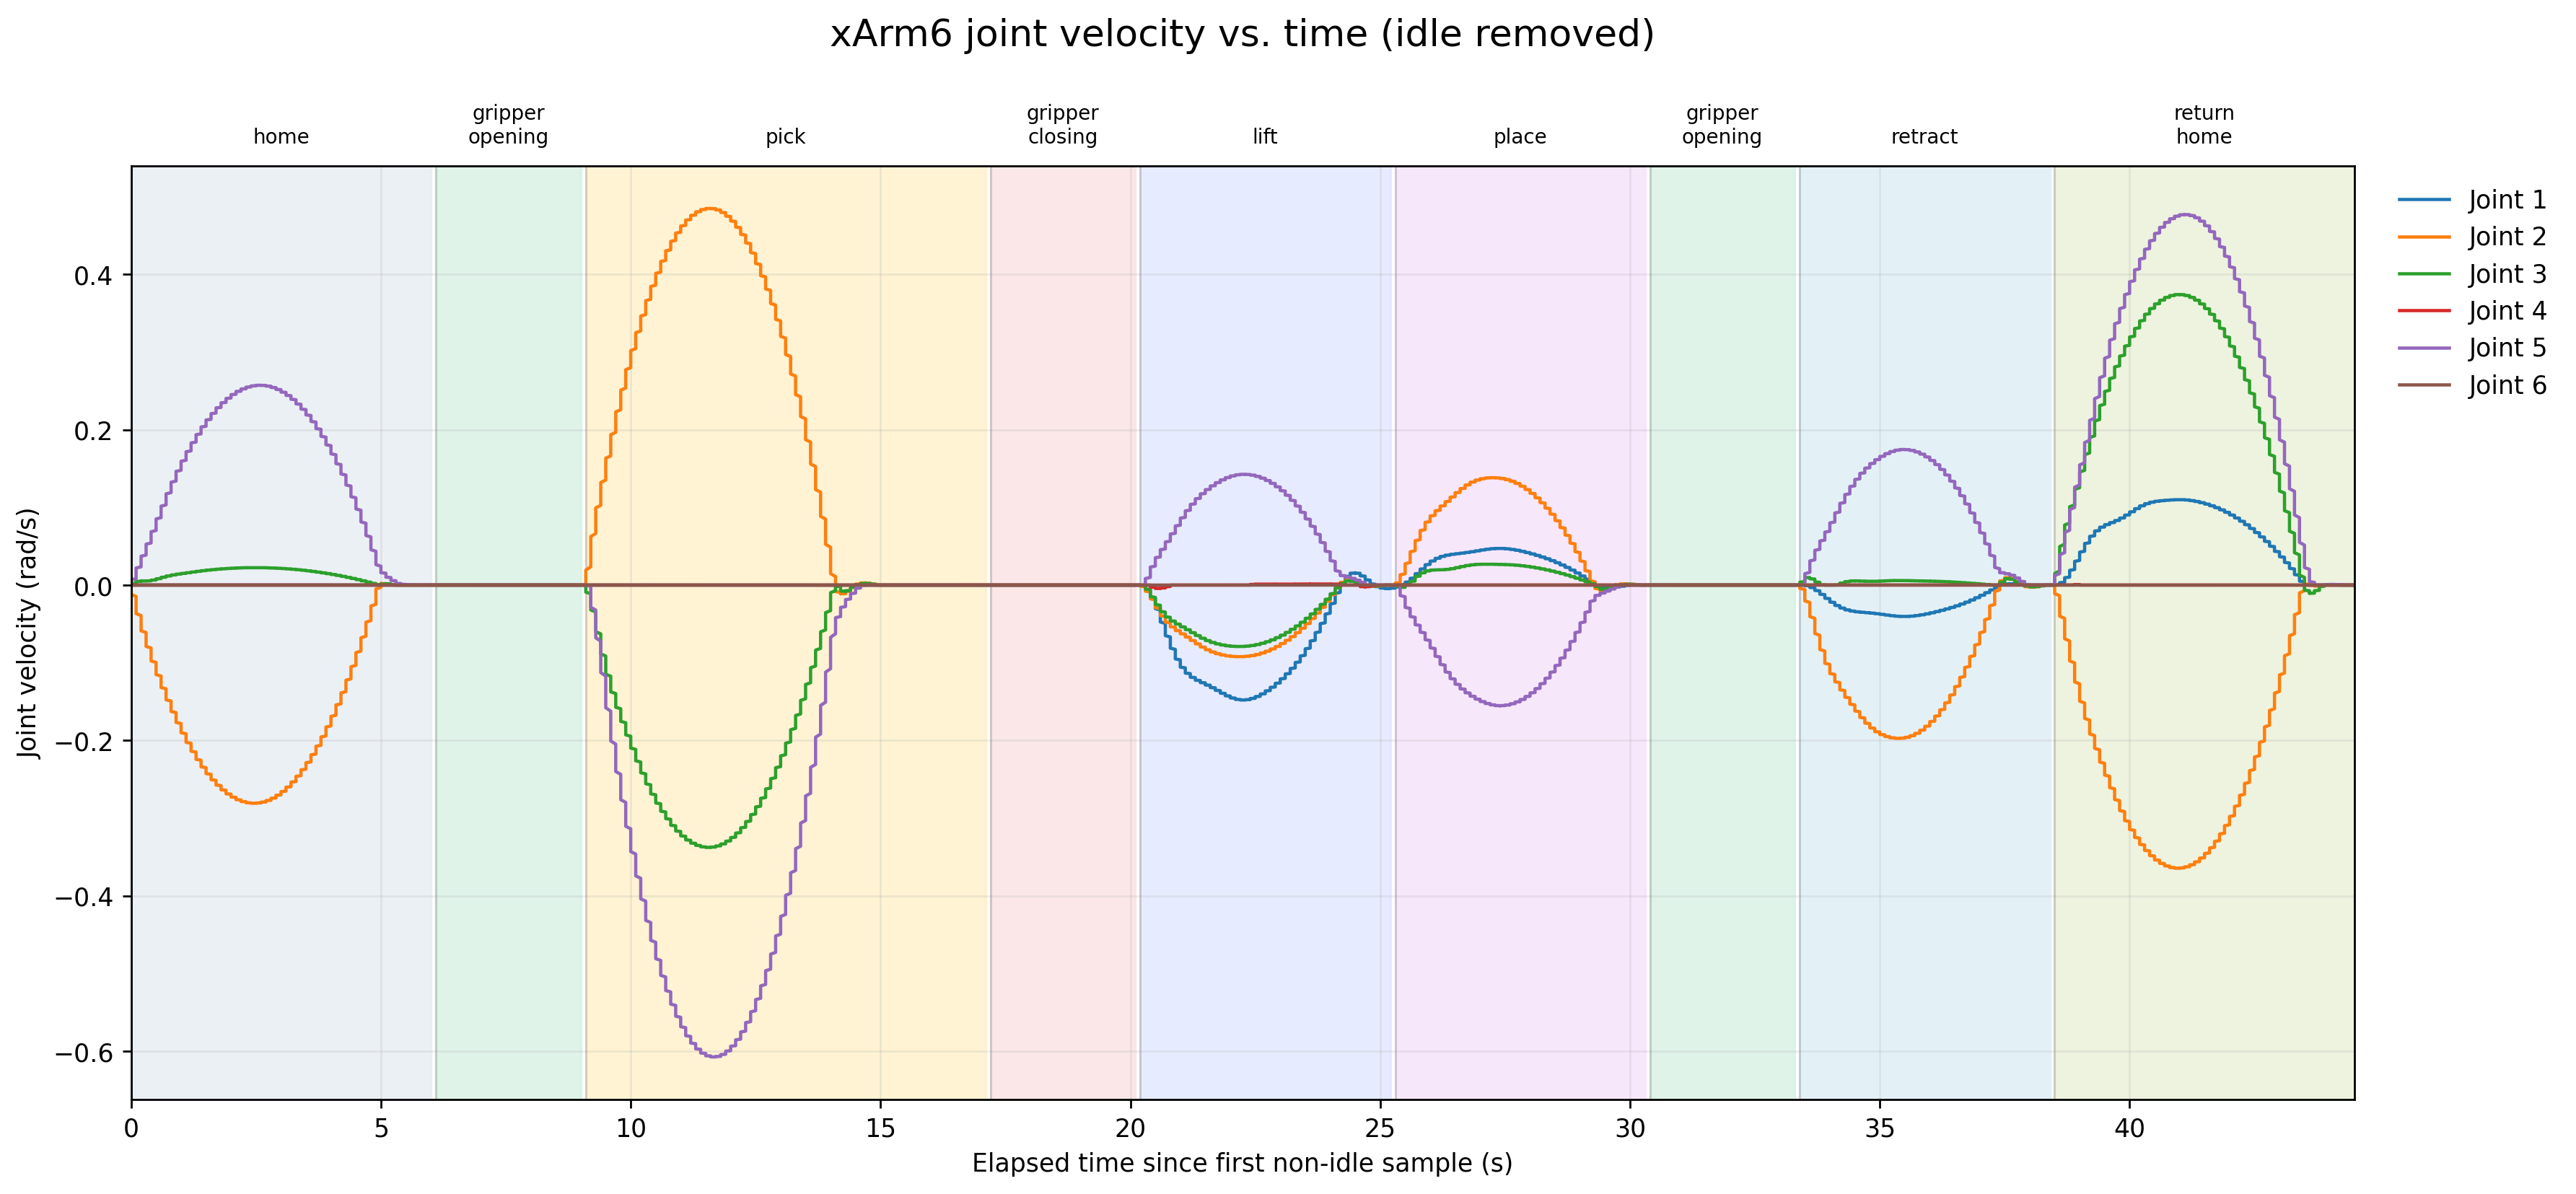 xArm6 joint velocity vs. time (idle removed)
home
gripper
opening
pick
gripper
closing
lift
place
gripper
opening
retract
return
home
Joint velocity (rad/s)
0.4
0.2
0.0
−0.2
−0.4
−0.6
0 5 10 15 20 25 30 35 40
Elapsed time since first non-idle sample (s)
Joint 1
Joint 2
Joint 3
Joint 4
Joint 5
Joint 6